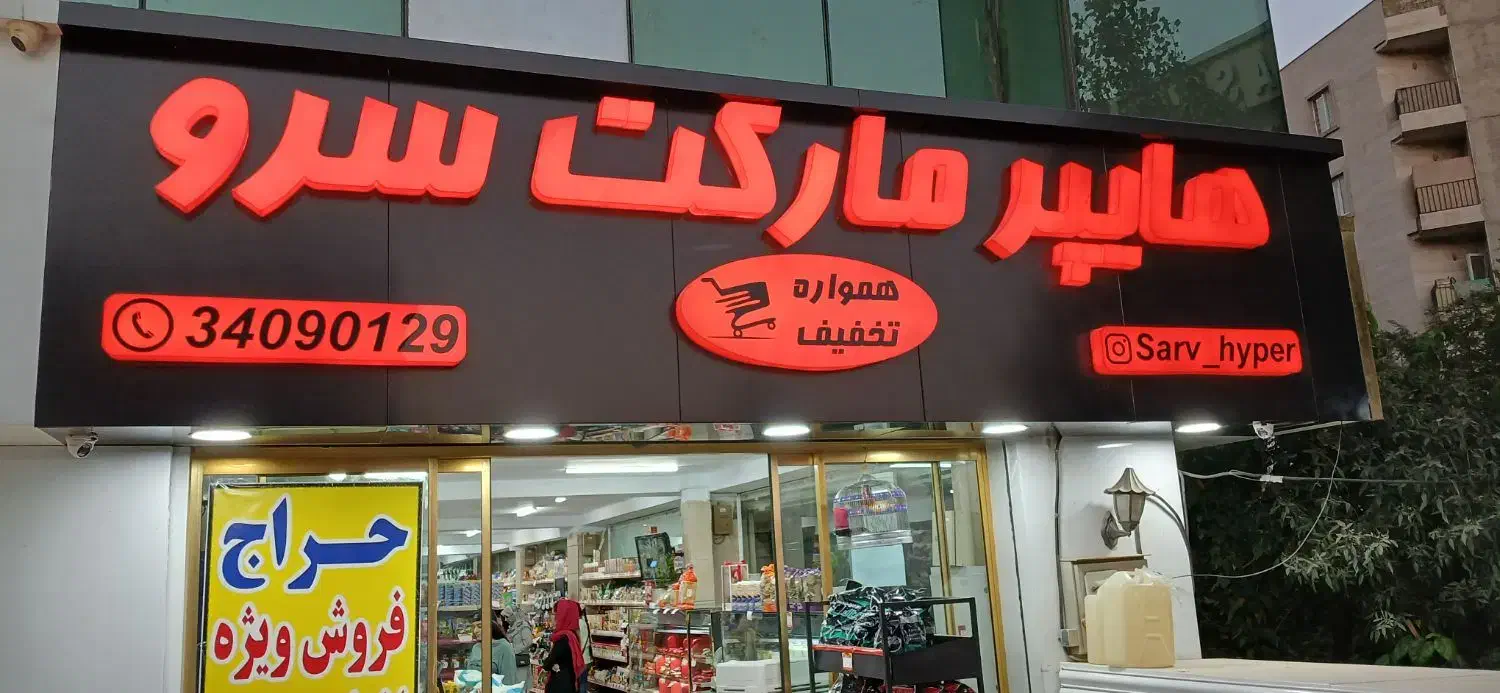 هایپر مارکت سرو
همواره
تخفیف
34090129
Sarv_hyper
حراج
فروش ویژه